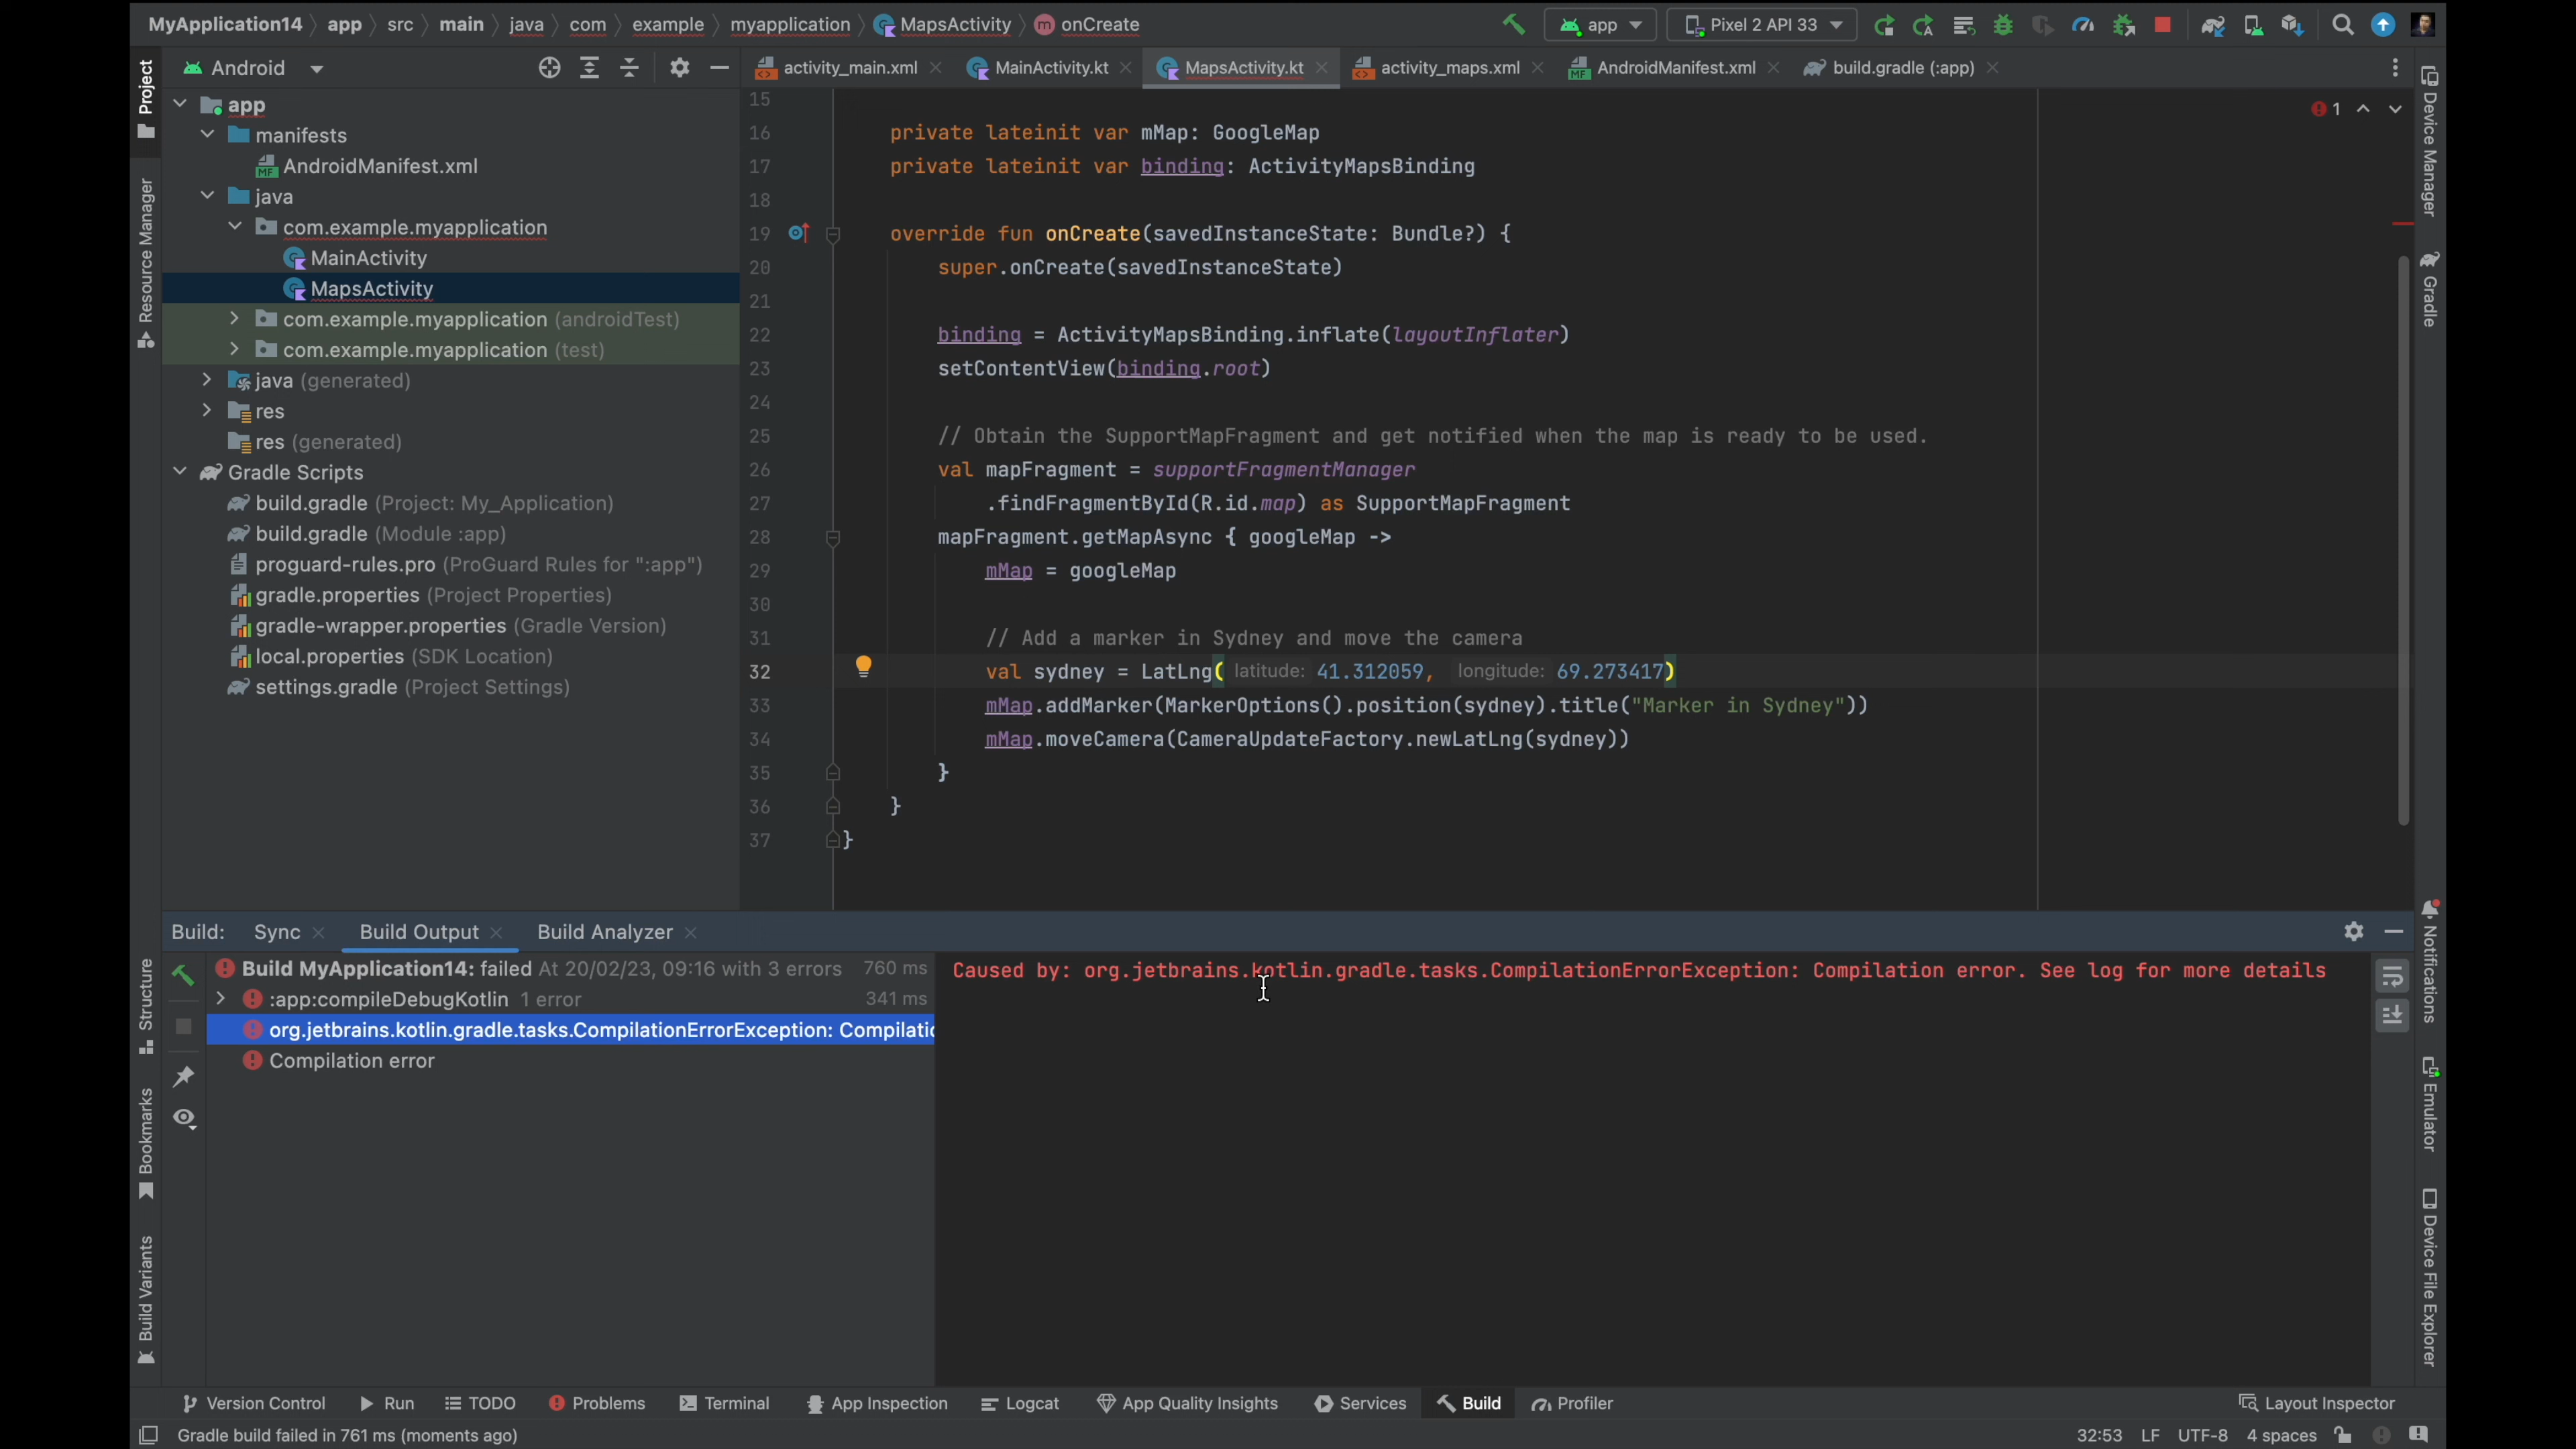 MyApplication14 app src main java com example myapplication MapsActivity onCreate app Pixel 2 API 33
Project
Android
activity_main.xml MainActivity.kt MapsActivity.kt activity_maps.xml AndroidManifest.xml build.gradle (:app)
app
manifests
AndroidManifest.xml
java
com.example.myapplication
MainActivity
MapsActivity
com.example.myapplication (androidTest)
com.example.myapplication (test)
java (generated)
res
res (generated)
Gradle Scripts
build.gradle (Project: My_Application)
build.gradle (Module :app)
proguard-rules.pro (ProGuard Rules for ":app")
gradle.properties (Project Properties)
gradle-wrapper.properties (Gradle Version)
local.properties (SDK Location)
settings.gradle (Project Settings)
Resource Manager
15
16 private lateinit var mMap: GoogleMap
17 private lateinit var binding: ActivityMapsBinding
18
19 override fun onCreate(savedInstanceState: Bundle?) {
20 super.onCreate(savedInstanceState)
21
22 binding = ActivityMapsBinding.inflate(layoutInflater)
23 setContentView(binding.root)
24
25 // Obtain the SupportMapFragment and get notified when the map is ready to be used.
26 val mapFragment = supportFragmentManager
27 .findFragmentById(R.id.map) as SupportMapFragment
28 mapFragment.getMapAsync { googleMap ->
29 mMap = googleMap
30
31 // Add a marker in Sydney and move the camera
32 val sydney = LatLng( latitude: 41.312059, longitude: 69.273417)
33 mMap.addMarker(MarkerOptions().position(sydney).title("Marker in Sydney"))
34 mMap.moveCamera(CameraUpdateFactory.newLatLng(sydney))
35 }
36 }
37 }
1
Device Manager
Gradle
Build: Sync Build Output Build Analyzer
Build MyApplication14: failed At 20/02/23, 09:16 with 3 errors 760 ms
:app:compileDebugKotlin 1 error 341 ms
org.jetbrains.kotlin.gradle.tasks.CompilationErrorException: Compilatio
Compilation error
Caused by: org.jetbrains.kotlin.gradle.tasks.CompilationErrorException: Compilation error. See log for more details
Structure
Bookmarks
Build Variants
Notifications
Emulator
Device File Explorer
Version Control Run TODO Problems Terminal App Inspection Logcat App Quality Insights Services Build Profiler Layout Inspector
Gradle build failed in 761 ms (moments ago) 32:53 LF UTF-8 4 spaces